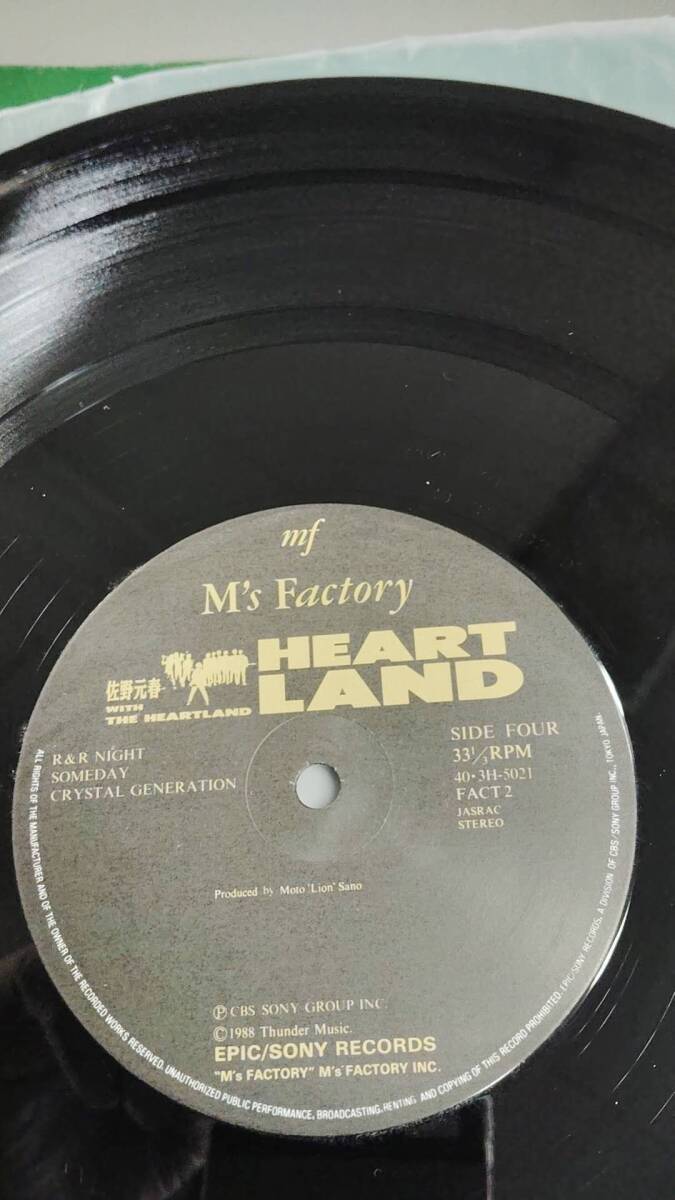 mf
M's Factory
佐野元春
WITH
THE HEARTLAND
HEART
LAND
R&R NIGHT
SOMEDAY
CRYSTAL GENERATION
SIDE FOUR
33⅓RPM
40・3H-5021
FACT 2
JASRAC
STEREO
Produced by Moto 'Lion' Sano
Ⓟ CBS SONY GROUP INC.
©1988 Thunder Music.
EPIC/SONY RECORDS
"M's FACTORY" M's FACTORY INC.
ALL RIGHTS OF THE MANUFACTURER AND OF THE OWNER OF THE RECORDED WORKS RESERVED. UNAUTHORIZED PUBLIC PERFORMANCE, BROADCASTING, RENTING AND COPYING OF THIS RECORD PROHIBITED. EPIC/SONY RECORDS, A DIVISION OF CBS/SONY GROUP INC., TOKYO JAPAN.